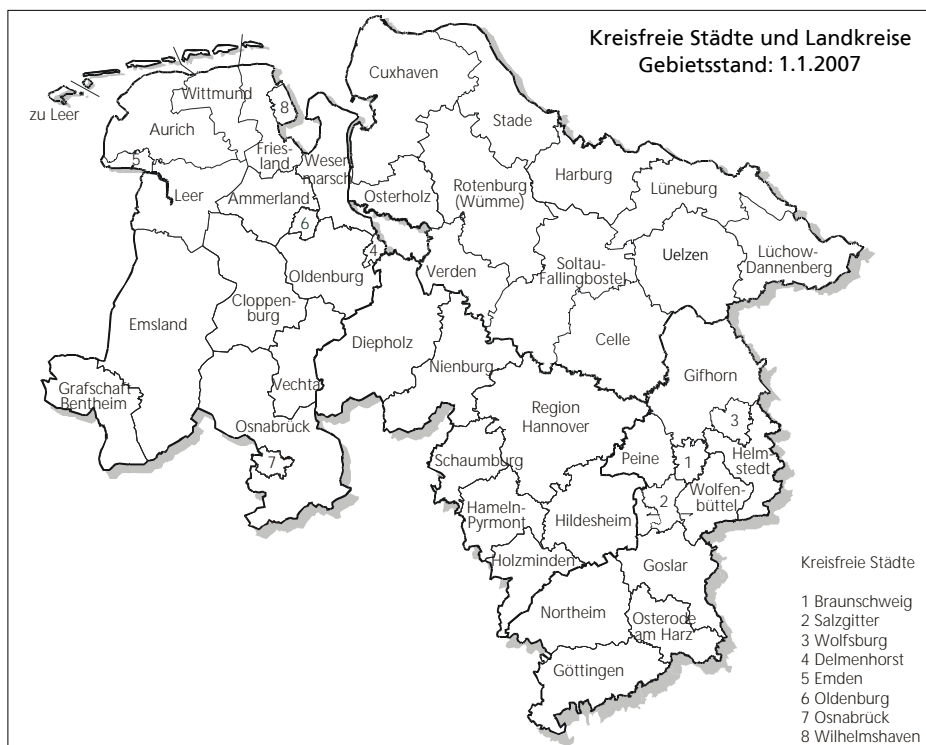 Kreisfreie Städte und Landkreise
Gebietsstand: 1.1.2007
zu Leer
Wittmund
Aurich
8
5
Fries-
land
Weser
marsch
Leer
Ammerland
6
Cuxhaven
Stade
Osterholz
Rotenburg
(Wümme)
Harburg
Lüneburg
4
Oldenburg
Verden
Soltau-
Fallingbostel
Uelzen
Lüchow-
Dannenberg
Emsland
Cloppen-
burg
Diepholz
Celle
Nienburg
Gifhorn
Vechta
Grafschaft
Bentheim
Region
Hannover
Osnabrück
7
3
Schaumburg
Peine
1
Helm-
stedt
Hameln-
Pyrmont
Hildesheim
2
Wolfen-
büttel
Holzminden
Goslar
Northeim
Osterode
am Harz
Göttingen
Kreisfreie Städte
1 Braunschweig
2 Salzgitter
3 Wolfsburg
4 Delmenhorst
5 Emden
6 Oldenburg
7 Osnabrück
8 Wilhelmshaven